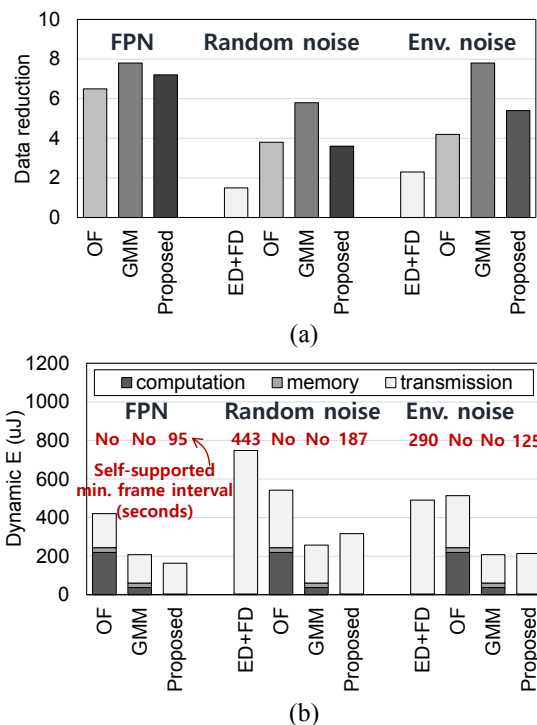 10
8
6
4
2
0
Data reduction
FPN Random noise Env. noise
OF GMM Proposed ED+FD OF GMM Proposed ED+FD OF GMM Proposed
(a)
1200
1000
800
600
400
200
0
Dynamic E (uJ)
computation memory transmission
FPN Random noise Env. noise
No No 95 443 No No 187 290 No No 125
Self-supported
min. frame interval
(seconds)
OF GMM Proposed ED+FD OF GMM Proposed ED+FD OF GMM Proposed
(b)